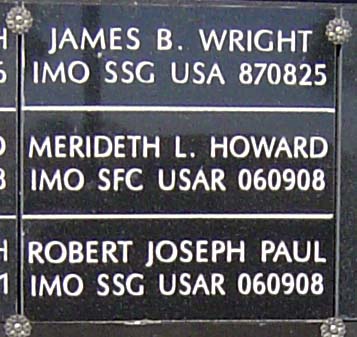 JAMES B. WRIGHT
IMO SSG USA 870825
MERIDETH L. HOWARD
IMO SFC USAR 060908
ROBERT JOSEPH PAUL
IMO SSG USAR 060908